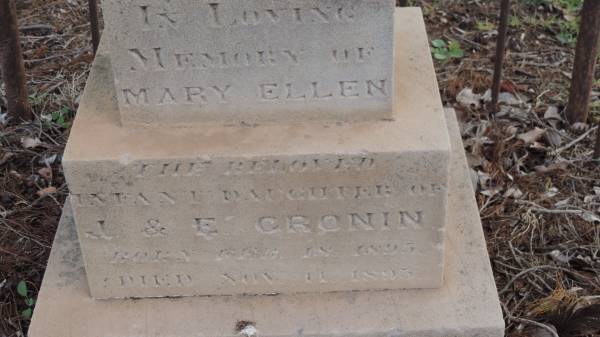 In Loving
Memory of
MARY ELLEN
THE BELOVED
INFANT DAUGHTER OF
J. & E. CRONIN
BORN FEB 18 1895
DIED NOV 11 1895